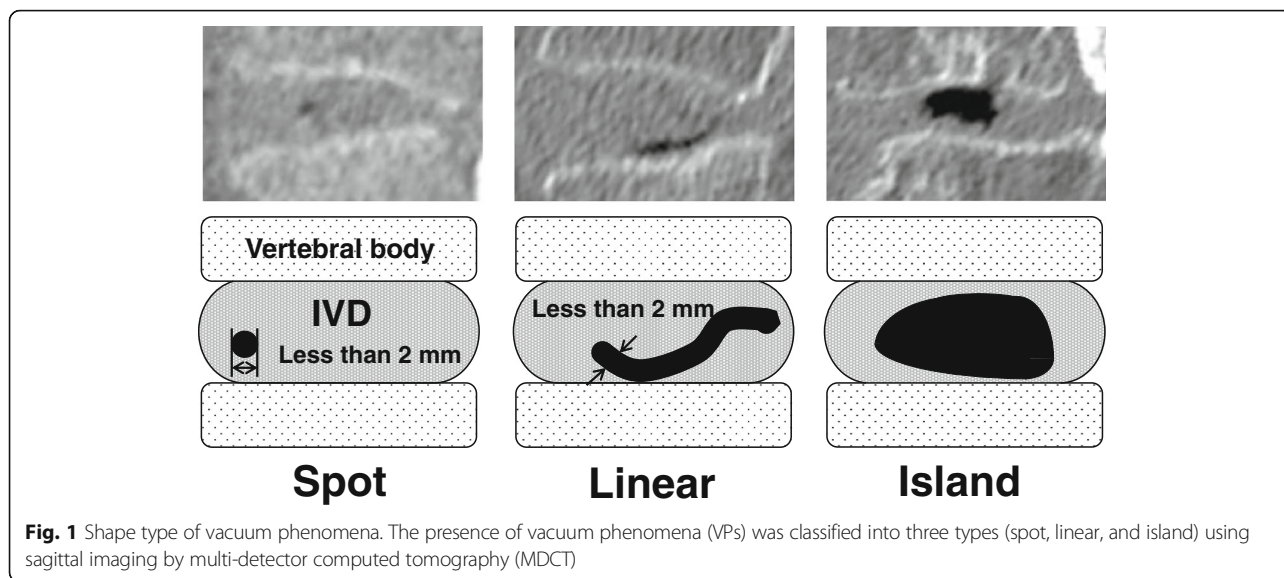 Vertebral body
IVD
Less than 2 mm
Less than 2 mm
Spot
Linear
Island
Fig. 1 Shape type of vacuum phenomena. The presence of vacuum phenomena (VPs) was classified into three types (spot, linear, and island) using
sagittal imaging by multi-detector computed tomography (MDCT)